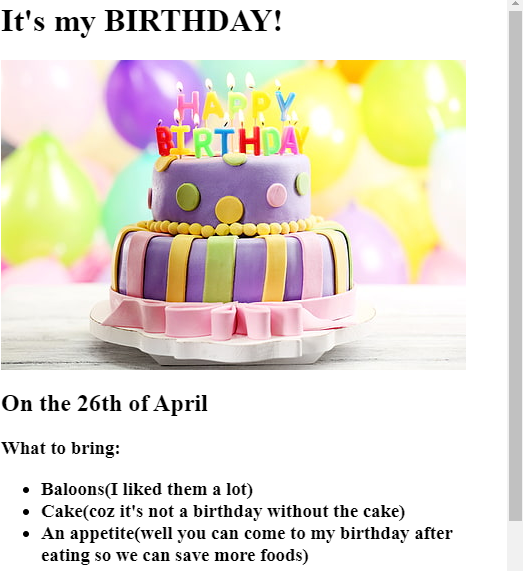 It's my BIRTHDAY!
HAPPY
BIRTHDAY
On the 26th of April
What to bring:
Baloons(I liked them a lot)
Cake(coz it's not a birthday without the cake)
An appetite(well you can come to my birthday after
eating so we can save more foods)